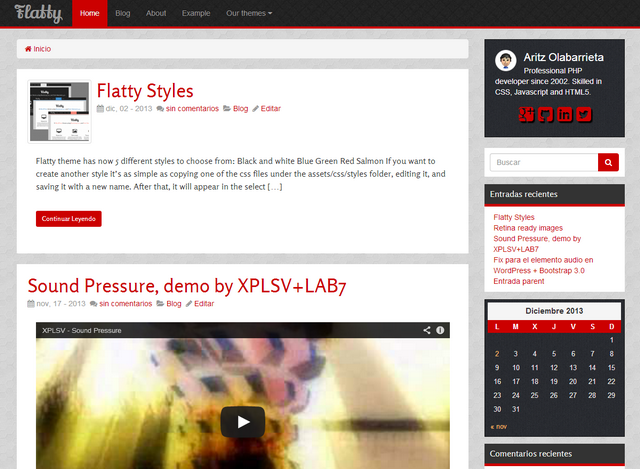 Flatty
Home Blog About Example Our themes
Inicio
Flatty Styles
dic, 02 - 2013 sin comentarios Blog Editar
Flatty theme has now 5 different styles to choose from: Black and white Blue Green Red Salmon If you want to
create another style it's as simple as copying one of the css files under the assets/css/styles folder, editing it, and
saving it with a new name. After that, it will appear in the select […]
Continuar Leyendo
Sound Pressure, demo by XPLSV+LAB7
nov, 17 - 2013 sin comentarios Blog Editar
XPLSV - Sound Pressure
Aritz Olabarrieta
Professional PHP
developer since 2002. Skilled in
CSS, Javascript and HTML5.
Buscar
Entradas recientes
Flatty Styles
Retina ready images
Sound Pressure, demo by
XPLSV+LAB7
Fix para el elemento audio en
WordPress + Bootstrap 3.0
Entrada parent
Diciembre 2013
L M X J V S D
1
2 3 4 5 6 7 8
9 10 11 12 13 14 15
16 17 18 19 20 21 22
23 24 25 26 27 28 29
30 31
« nov
Comentarios recientes